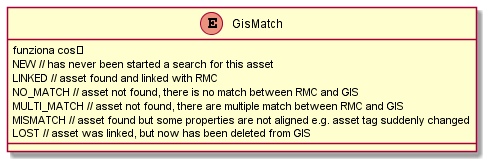 E GisMatch
funziona cos
NEW // has never been started a search for this asset
LINKED // asset found and linked with RMC
NO_MATCH // asset not found, there is no match between RMC and GIS
MULTI_MATCH // asset not found, there are multiple match between RMC and GIS
MISMATCH // asset found but some properties are not aligned e.g. asset tag suddenly changed
LOST // asset was linked, but now has been deleted from GIS